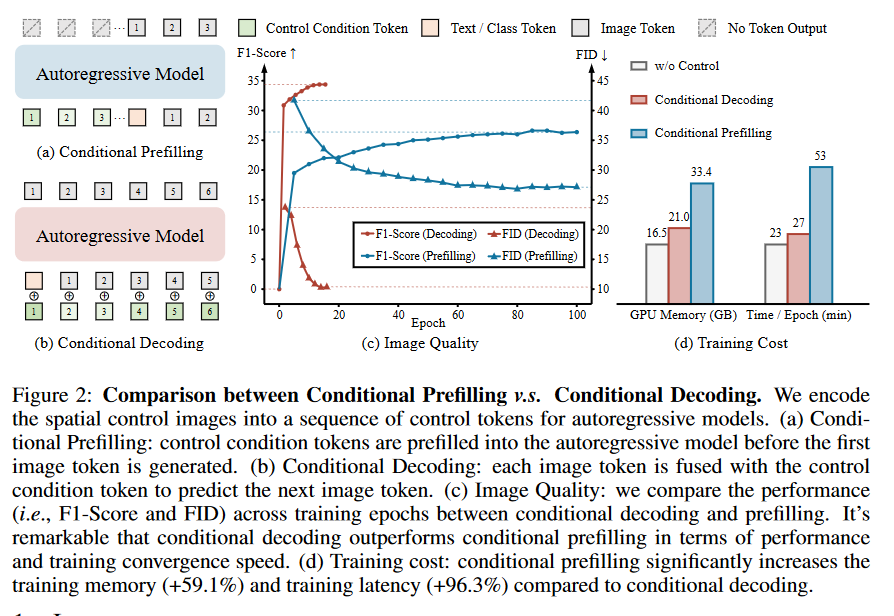 Control Condition Token Text / Class Token Image Token No Token Output
... 1 2 3
Autoregressive Model
1 2 3 ... 1 2
(a) Conditional Prefilling
1 2 3 4 5 6
Autoregressive Model
1 2 3 4 5
1 2 3 4 5 6
(b) Conditional Decoding
F1-Score ↑ FID ↓
35 45
30 40
25 35
20 30
15 25
10 20
5 15
0 10
F1-Score (Decoding) FID (Decoding)
F1-Score (Prefilling) FID (Prefilling)
0 20 40 60 80 100
Epoch
(c) Image Quality
w/o Control
Conditional Decoding
Conditional Prefilling
16.5 21.0 33.4 23 27 53
GPU Memory (GB) Time / Epoch (min)
(d) Training Cost
Figure 2: Comparison between Conditional Prefilling v.s. Conditional Decoding. We encode
the spatial control images into a sequence of control tokens for autoregressive models. (a) Condi-
tional Prefilling: control condition tokens are prefilled into the autoregressive model before the first
image token is generated. (b) Conditional Decoding: each image token is fused with the control
condition token to predict the next image token. (c) Image Quality: we compare the performance
(i.e., F1-Score and FID) across training epochs between conditional decoding and prefilling. It's
remarkable that conditional decoding outperforms conditional prefilling in terms of performance
and training convergence speed. (d) Training cost: conditional prefilling significantly increases the
training memory (+59.1%) and training latency (+96.3%) compared to conditional decoding.